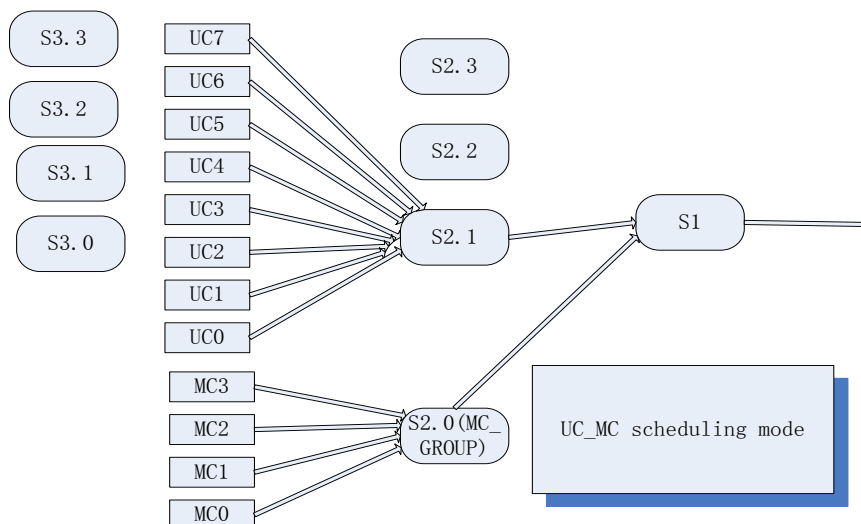 S3.3
S3.2
S3.1
S3.0
UC7
UC6
UC5
UC4
UC3
UC2
UC1
UC0
MC3
MC2
MC1
MC0
S2.3
S2.2
S2.1
S2.0(MC_
GROUP)
S1
UC_MC scheduling mode